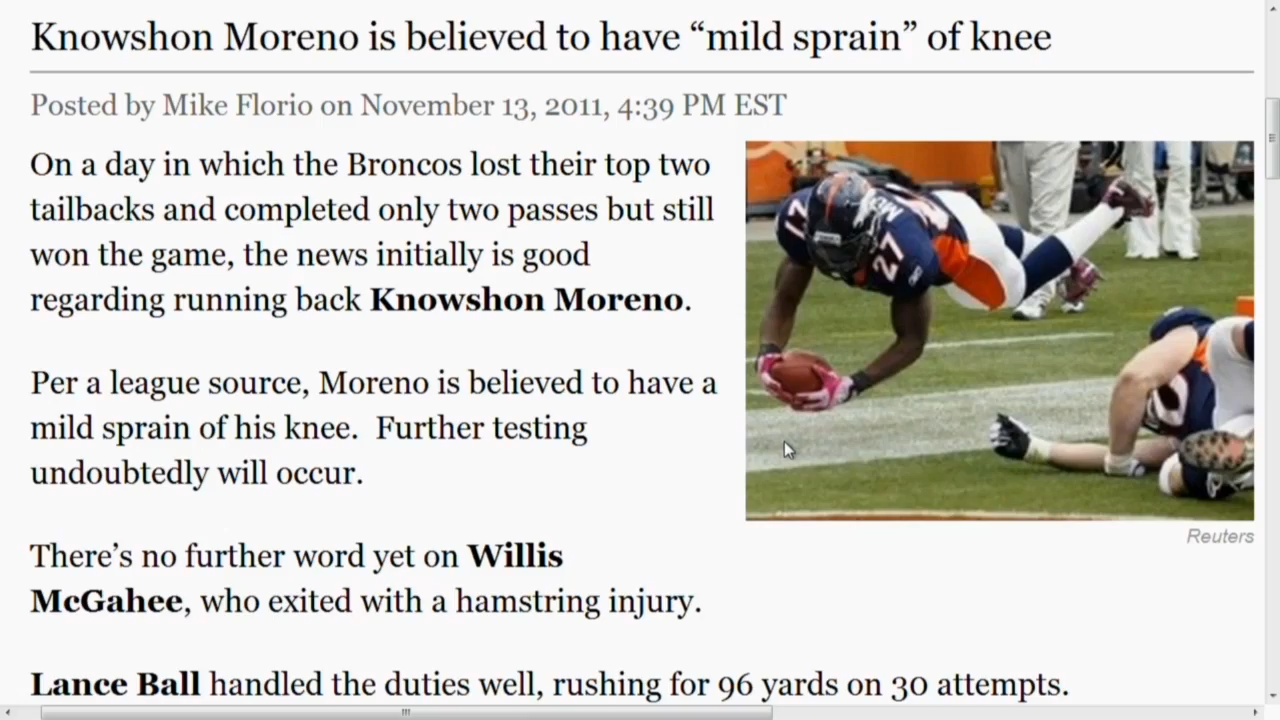 Knowshon Moreno is believed to have “mild sprain” of knee
Posted by Mike Florio on November 13, 2011, 4:39 PM EST
On a day in which the Broncos lost their top two
tailbacks and completed only two passes but still
won the game, the news initially is good
regarding running back Knowshon Moreno.
Per a league source, Moreno is believed to have a
mild sprain of his knee.  Further testing
undoubtedly will occur.
27
27
Reuters
There’s no further word yet on Willis
McGahee, who exited with a hamstring injury.
Lance Ball handled the duties well, rushing for 96 yards on 30 attempts.